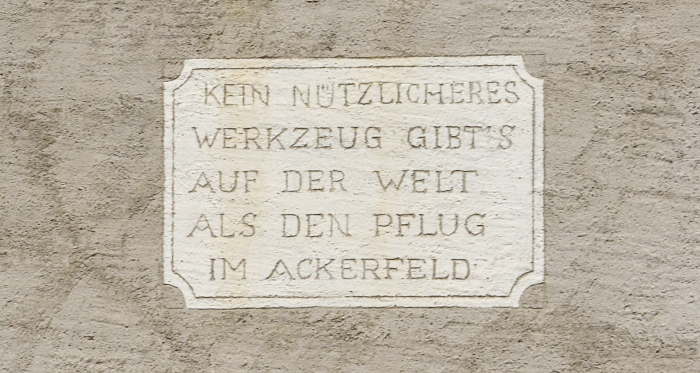 KEIN NÜTZLICHERES
WERKZEUG GIBT'S
AUF DER WELT
ALS DEN PFLUG
IM ACKERFELD